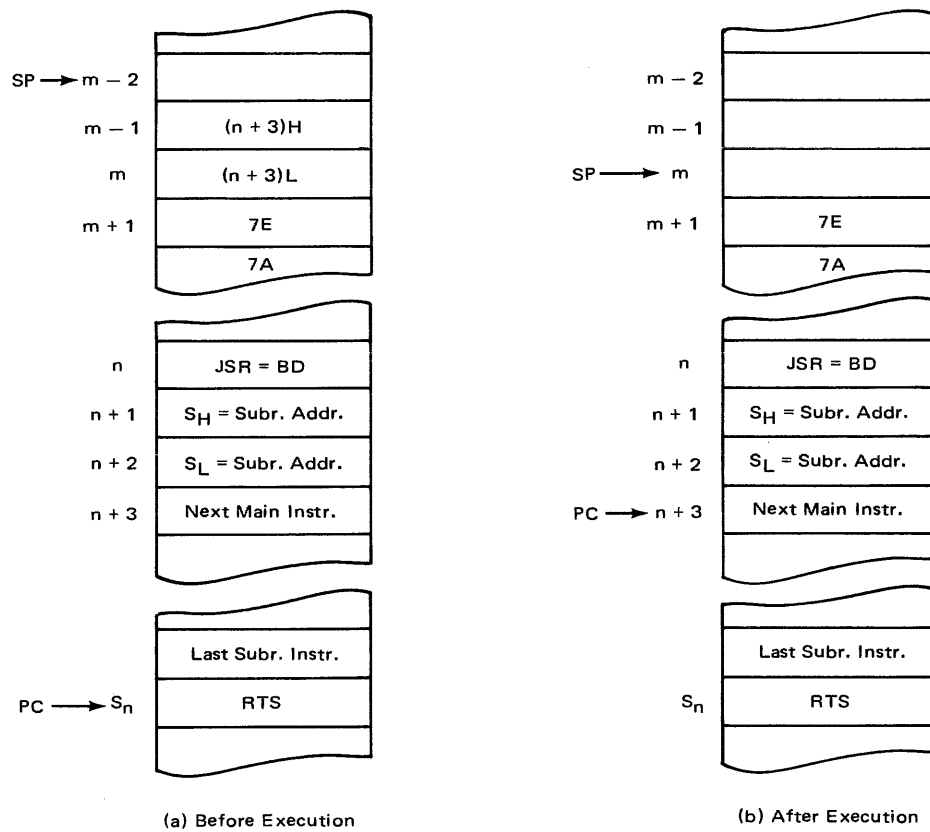 SP m − 2
m − 1 (n + 3)H
m (n + 3)L
m + 1 7E
7A
n JSR = BD
n + 1 SH = Subr. Addr.
n + 2 SL = Subr. Addr.
n + 3 Next Main Instr.
Last Subr. Instr.
PC Sn RTS
(a) Before Execution
m − 2
m − 1
SP m
m + 1 7E
7A
n JSR = BD
n + 1 SH = Subr. Addr.
n + 2 SL = Subr. Addr.
PC n + 3 Next Main Instr.
Last Subr. Instr.
Sn RTS
(b) After Execution